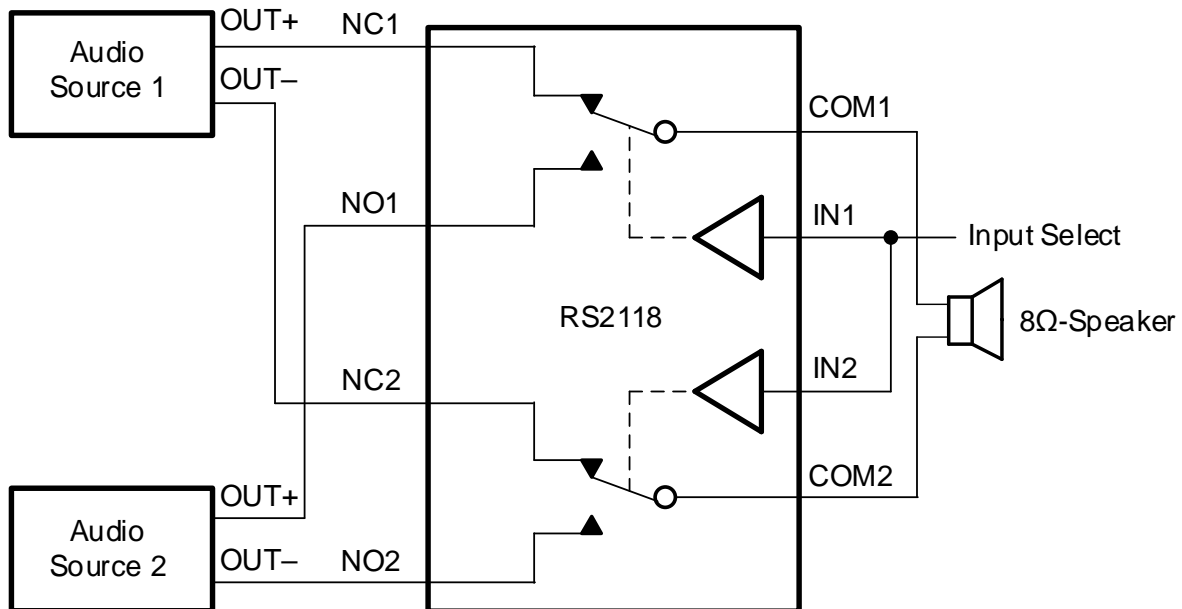 OUT+
NC1
Audio
Source 1
OUT–
COM1
NO1
IN1
Input Select
RS2118
8Ω-Speaker
NC2
IN2
COM2
OUT+
Audio
Source 2
OUT–
NO2